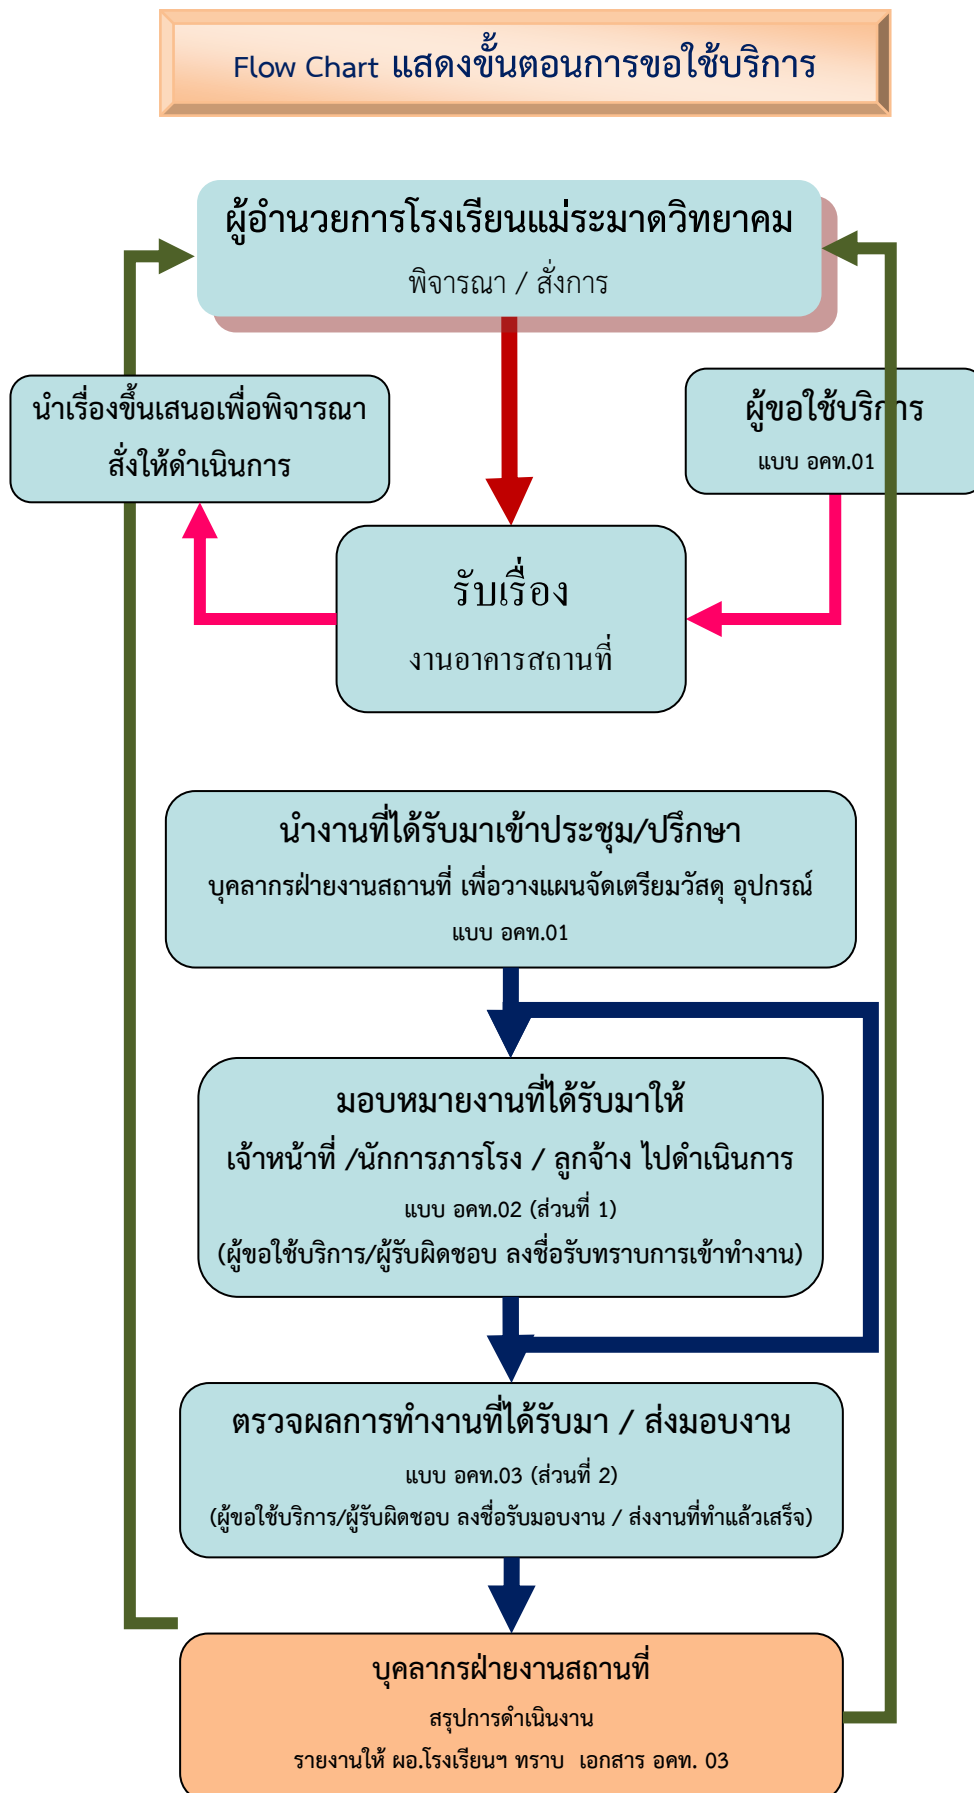 Flow Chart แสดงขั้นตอนการขอใช้บริการ
ผู้อำนวยการโรงเรียนแม่ระมาดวิทยาคม
พิจารณา / สั่งการ
นำเรื่องขึ้นเสนอเพื่อพิจารณา
สั่งให้ดำเนินการ
ผู้ขอใช้บริการ
แบบ อคท.01
รับเรื่อง
งานอาคารสถานที่
นำงานที่ได้รับมาเข้าประชุม/ปรึกษา
บุคลากรฝ่ายงานสถานที่ เพื่อวางแผนจัดเตรียมวัสดุ อุปกรณ์
แบบ อคท.01
มอบหมายงานที่ได้รับมาให้
เจ้าหน้าที่ /นักการภารโรง / ลูกจ้าง ไปดำเนินการ
แบบ อคท.02 (ส่วนที่ 1)
(ผู้ขอใช้บริการ/ผู้รับผิดชอบ ลงชื่อรับทราบการเข้าทำงาน)
ตรวจผลการทำงานที่ได้รับมา / ส่งมอบงาน
แบบ อคท.03 (ส่วนที่ 2)
(ผู้ขอใช้บริการ/ผู้รับผิดชอบ ลงชื่อรับมอบงาน / ส่งงานที่ทำแล้วเสร็จ)
บุคลากรฝ่ายงานสถานที่
สรุปการดำเนินงาน
รายงานให้ ผอ.โรงเรียนฯ ทราบ เอกสาร อคท. 03